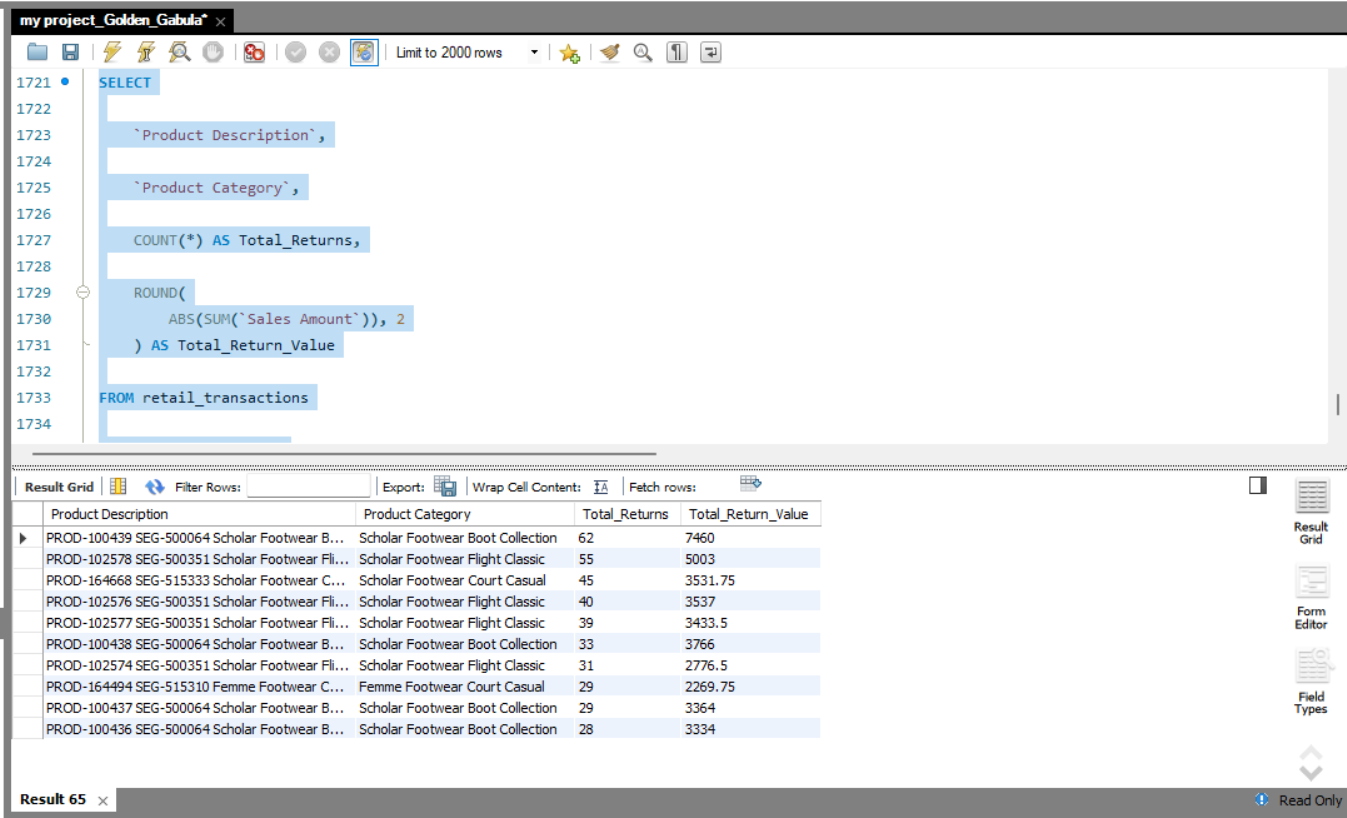 my project_Golden_Gabula*
Limit to 2000 rows
1721 SELECT
1722
1723 `Product Description`,
1724
1725 `Product Category`,
1726
1727 COUNT(*) AS Total_Returns,
1728
1729 ROUND(
1730 ABS(SUM(`Sales Amount`)), 2
1731 ) AS Total_Return_Value
1732
1733 FROM retail_transactions
1734
Result Grid Filter Rows: Export: Wrap Cell Content: Fetch rows:
Product Description Product Category Total_Returns Total_Return_Value
PROD-100439 SEG-500064 Scholar Footwear B... Scholar Footwear Boot Collection 62 7460
PROD-102578 SEG-500351 Scholar Footwear Fli... Scholar Footwear Flight Classic 55 5003
PROD-164668 SEG-515333 Scholar Footwear C... Scholar Footwear Court Casual 45 3531.75
PROD-102576 SEG-500351 Scholar Footwear Fli... Scholar Footwear Flight Classic 40 3537
PROD-102577 SEG-500351 Scholar Footwear Fli... Scholar Footwear Flight Classic 39 3433.5
PROD-100438 SEG-500064 Scholar Footwear B... Scholar Footwear Boot Collection 33 3766
PROD-102574 SEG-500351 Scholar Footwear Fli... Scholar Footwear Flight Classic 31 2776.5
PROD-164494 SEG-515310 Femme Footwear C... Femme Footwear Court Casual 29 2269.75
PROD-100437 SEG-500064 Scholar Footwear B... Scholar Footwear Boot Collection 29 3364
PROD-100436 SEG-500064 Scholar Footwear B... Scholar Footwear Boot Collection 28 3334
Result
Grid
Form
Editor
Field
Types
Result 65
Read Only